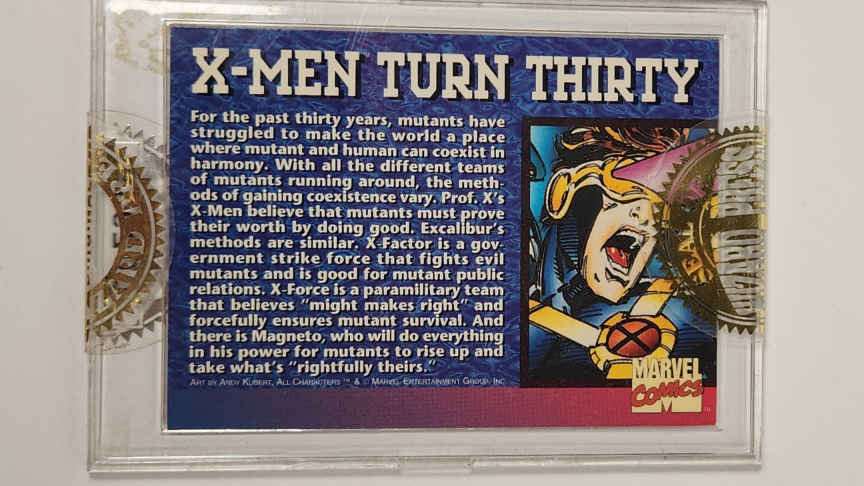 X-MEN TURN THIRTY
For the past thirty years, mutants have
struggled to make the world a place
where mutant and human can coexist in
harmony. With all the different teams
of mutants running around, the meth-
ods of gaining coexistence vary. Prof. X's
X-Men believe that mutants must prove
their worth by doing good. Excalibur's
methods are similar. X-Factor is a gov-
ernment strike force that fights evil
mutants and is good for mutant public
relations. X-Force is a paramilitary team
that believes "might makes right" and
forcefully ensures mutant survival. And
there is Magneto, who will do everything
in his power for mutants to rise up and
take what's "rightfully theirs."
ART BY ANDY KUBERT, ALL CHARACTERS ™ & © MARVEL ENTERTAINMENT GROUP, INC
MARVEL
COMICS
PRESS